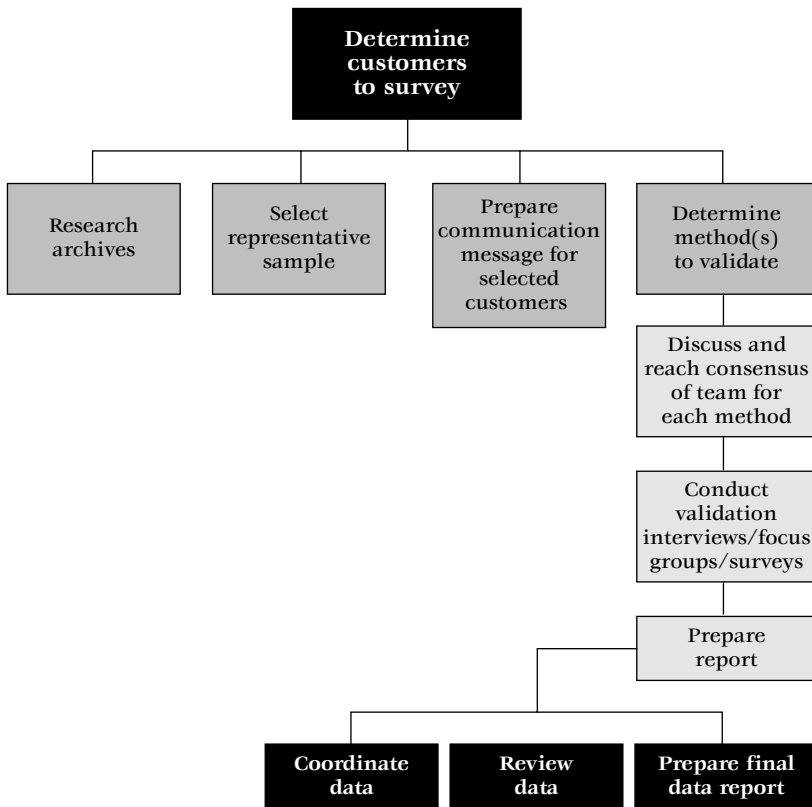 Determine
customers
to survey
Research
archives
Select
representative
sample
Prepare
communication
message for
selected
customers
Determine
method(s)
to validate
Discuss and
reach consensus
of team for
each method
Conduct
validation
interviews/focus
groups/surveys
Prepare
report
Coordinate
data
Review
data
Prepare final
data report